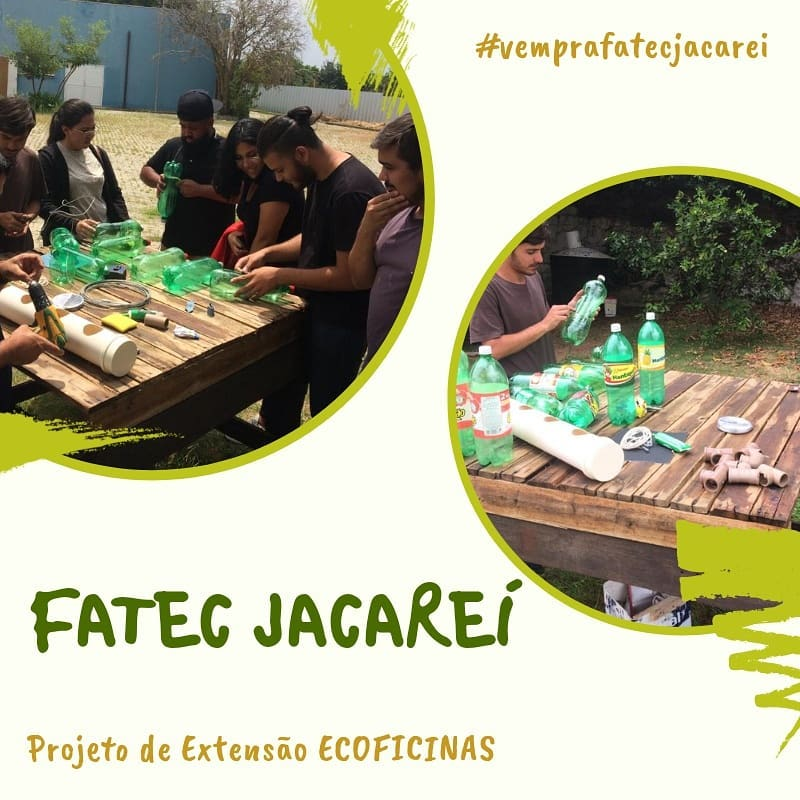 #vemprafatecjacarei
FATEC JACAREÍ
Projeto de Extensão ECOFICINAS